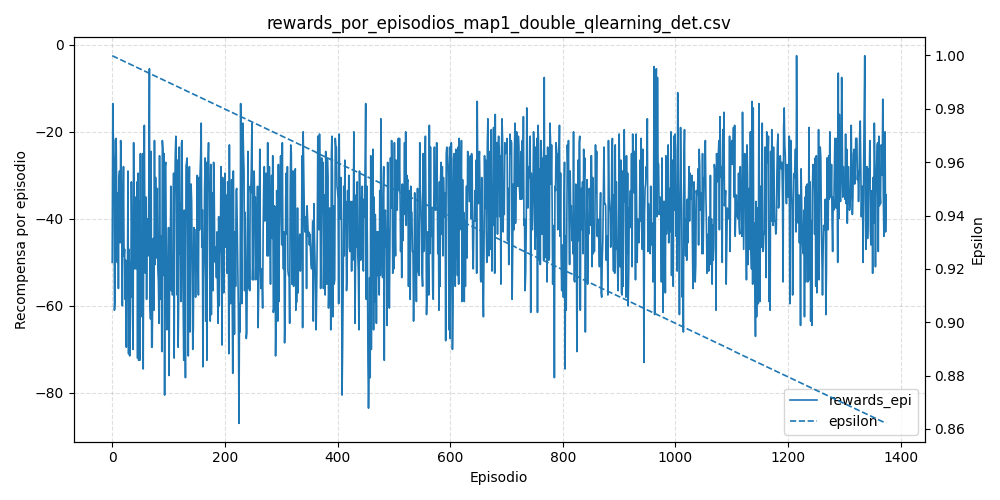 rewards_por_episodios_map1_double_qlearning_det.csv
Recompensa por episodio
0
−20
−40
−60
−80
1.00
0.98
0.96
0.94
0.92
0.90
0.88
0.86
Epsilon
rewards_epi
epsilon
0 200 400 600 800 1000 1200 1400
Episodio